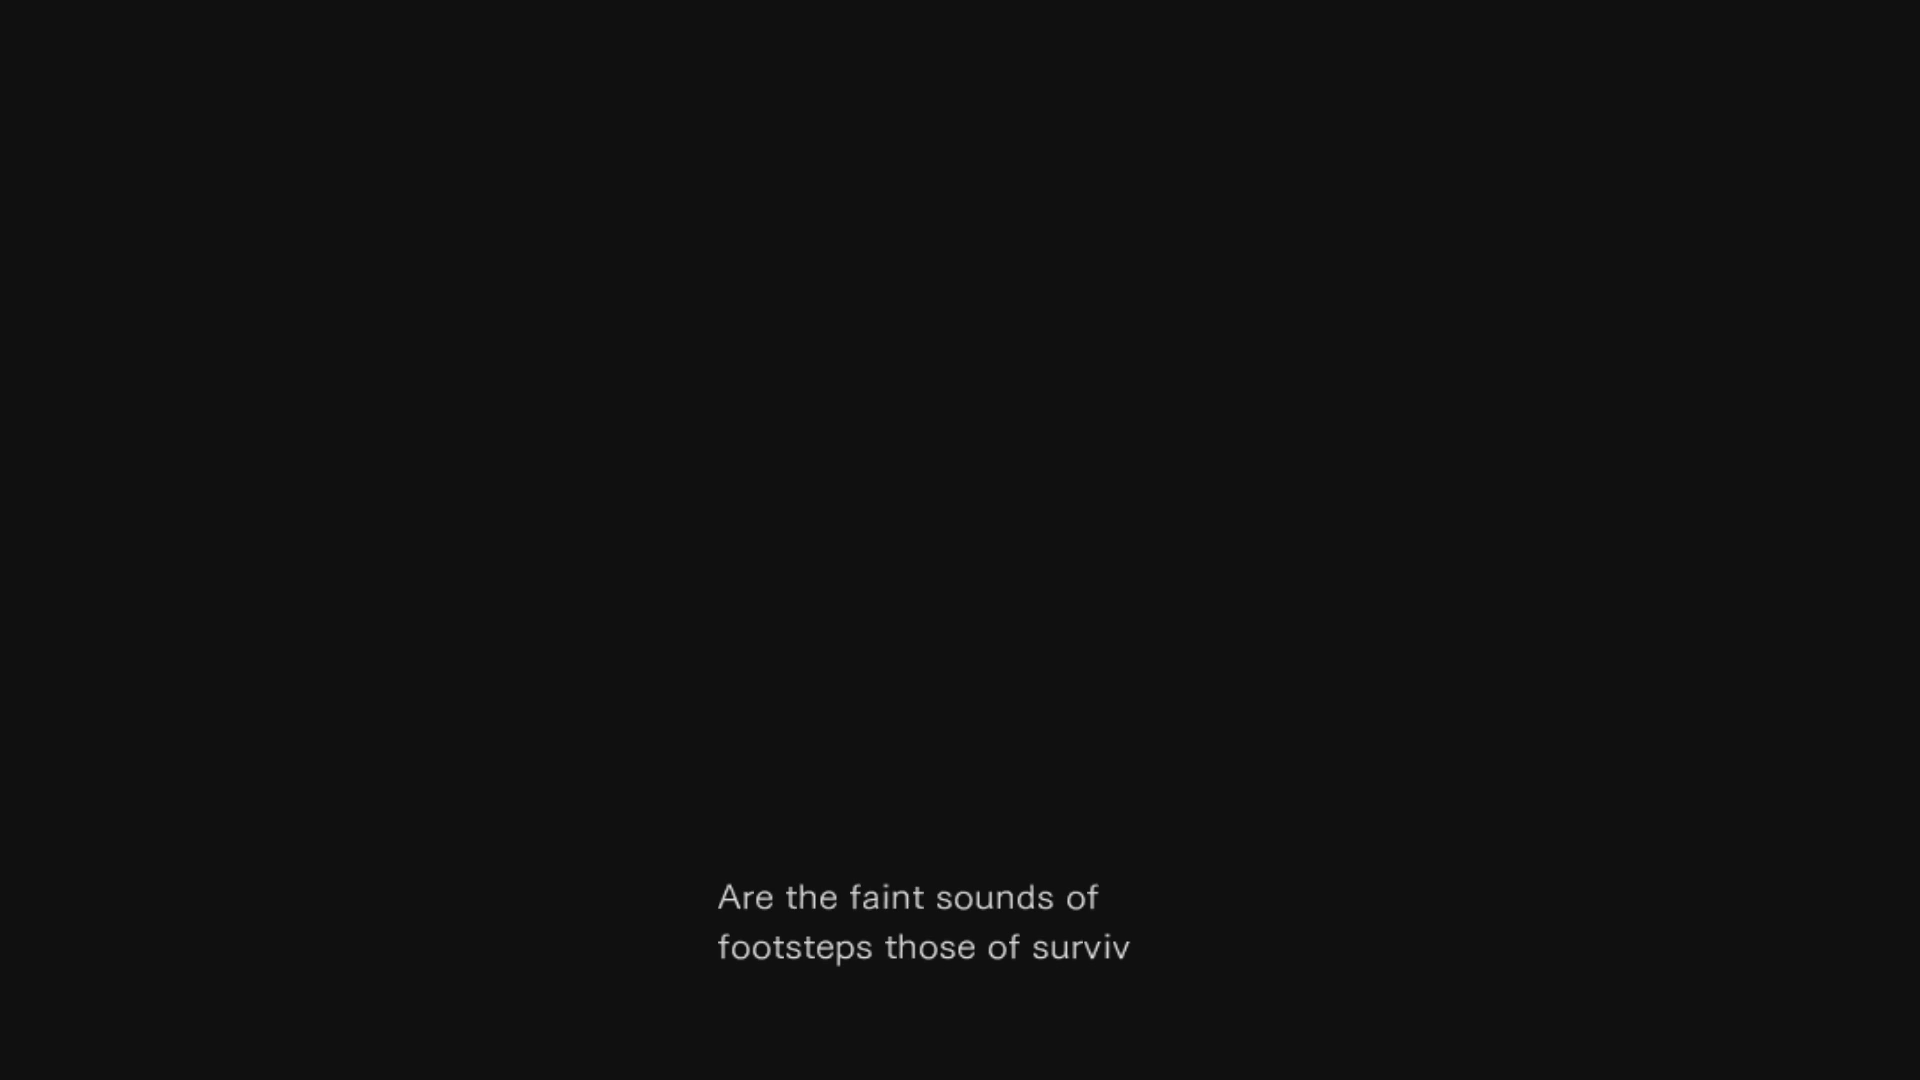 Are the faint sounds of
footsteps those of surviv